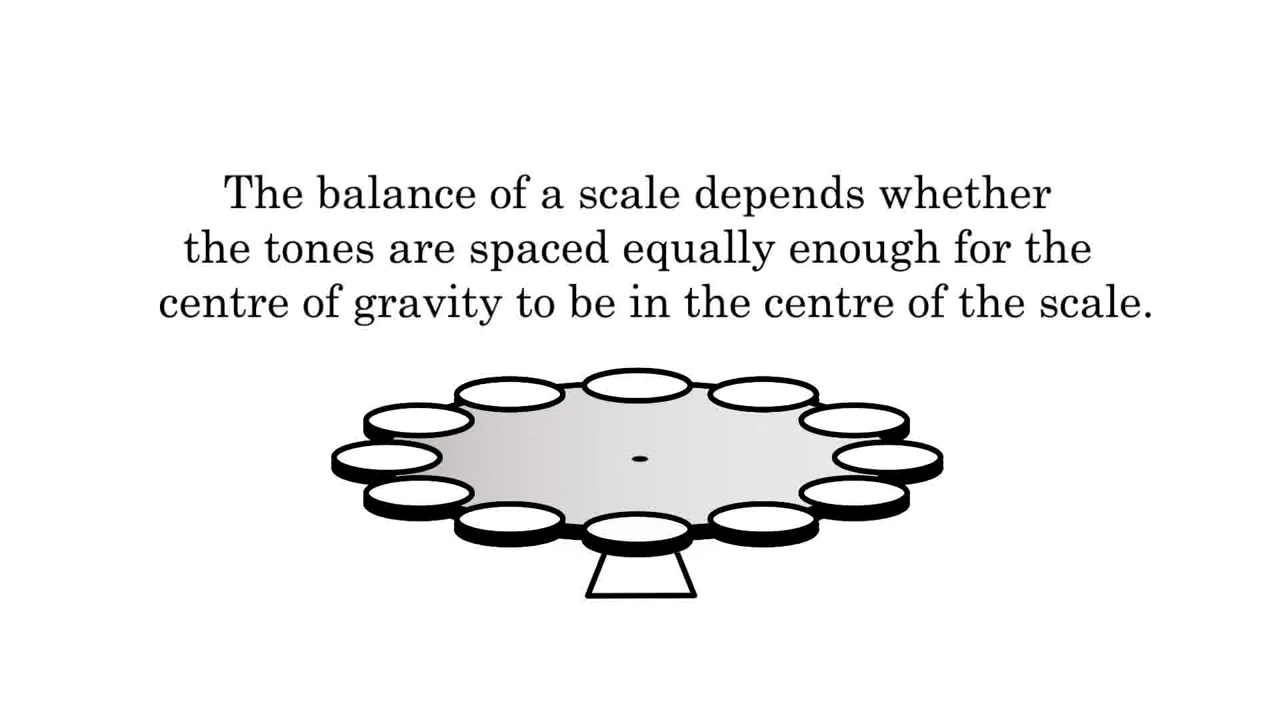 The balance of a scale depends whether
the tones are spaced equally enough for the
centre of gravity to be in the centre of the scale.